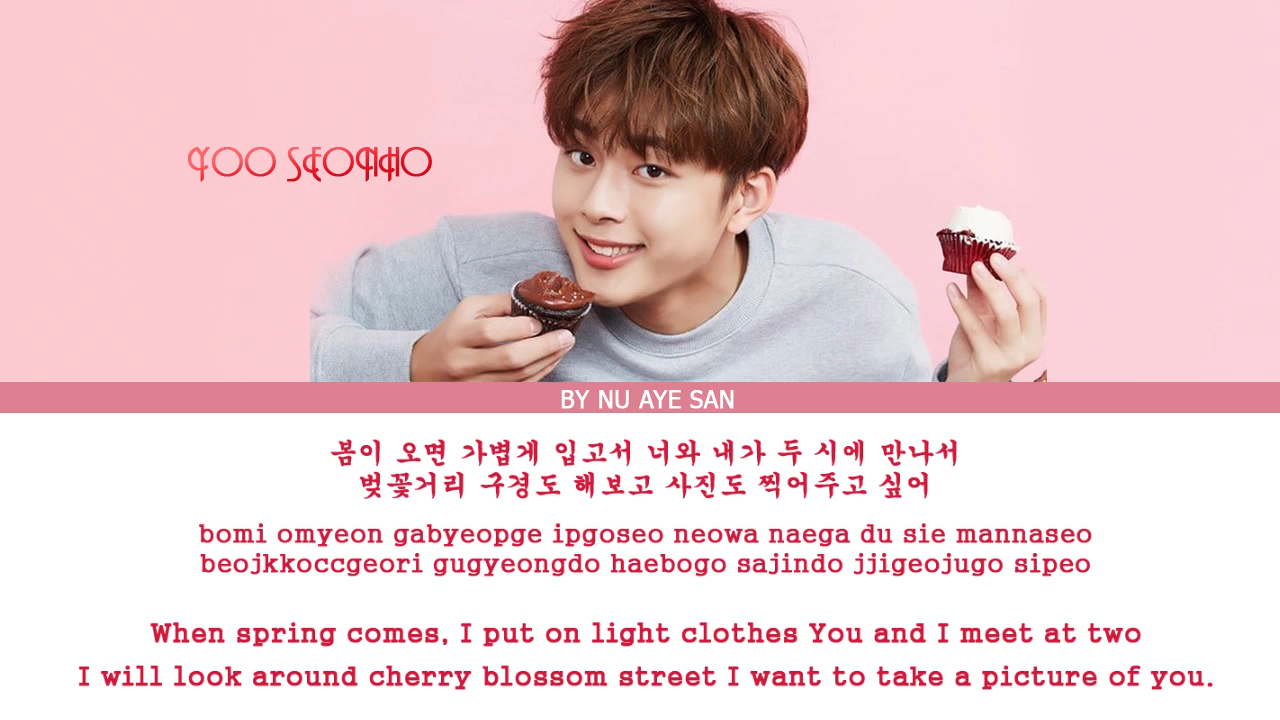 YOO SEONHO
BY NU AYE SAN
봄이 오면 가볍게 입고서 너와 내가 두 시에 만나서
벚꽃거리 구경도 해보고 사진도 찍어주고 싶어
bomi omyeon gabyeopge ipgoseo neowa naega du sie mannaseo
beojkkoccgeori gugyeongdo haebogo sajindo jjigeojugo sipeo
When spring comes, I put on light clothes You and I meet at two
I will look around cherry blossom street I want to take a picture of you.